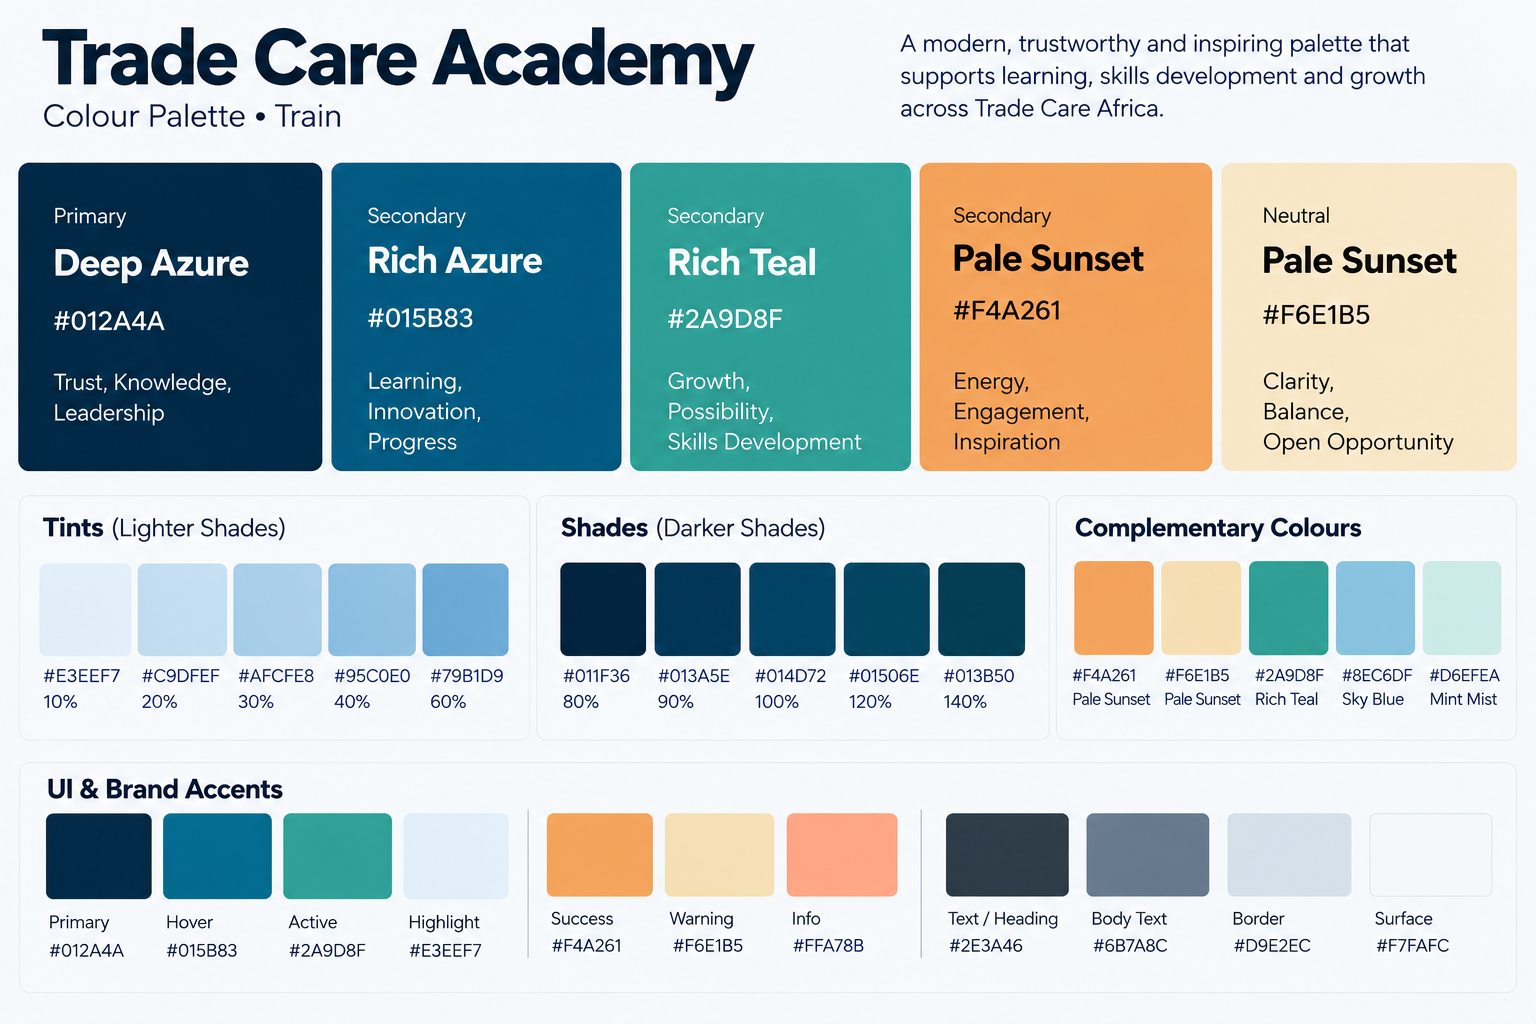 Trade Care Academy
Colour Palette • Train
A modern, trustworthy and inspiring palette that
supports learning, skills development and growth
across Trade Care Africa.
Primary
Deep Azure
#012A4A
Trust, Knowledge,
Leadership
Secondary
Rich Azure
#015B83
Learning,
Innovation,
Progress
Secondary
Rich Teal
#2A9D8F
Growth,
Possibility,
Skills Development
Secondary
Pale Sunset
#F4A261
Energy,
Engagement,
Inspiration
Neutral
Pale Sunset
#F6E1B5
Clarity,
Balance,
Open Opportunity
Tints (Lighter Shades)
#E3EEF7
10%
#C9DFEF
20%
#AFCFE8
30%
#95C0E0
40%
#79B1D9
60%
Shades (Darker Shades)
#011F36
80%
#013A5E
90%
#014D72
100%
#01506E
120%
#013B50
140%
Complementary Colours
#F4A261
Pale Sunset
#F6E1B5
Pale Sunset
#2A9D8F
Rich Teal
#8EC6DF
Sky Blue
#D6EFEA
Mint Mist
UI & Brand Accents
Primary
#012A4A
Hover
#015B83
Active
#2A9D8F
Highlight
#E3EEF7
Success
#F4A261
Warning
#F6E1B5
Info
#FFA78B
Text / Heading
#2E3A46
Body Text
#6B7A8C
Border
#D9E2EC
Surface
#F7FAFC